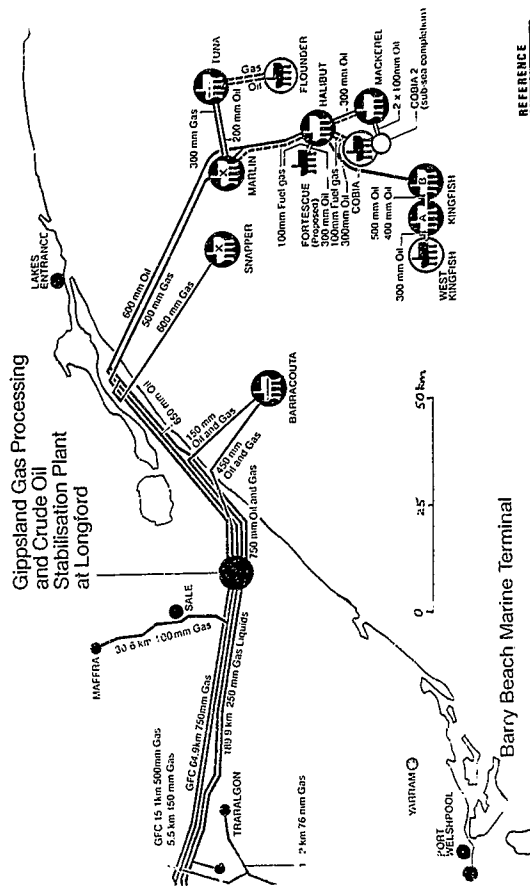 Gippsland Gas Processing
and Crude Oil
Stabilisation Plant
at Longford
LAKES
ENTRANCE
TUNA
300 mm Gas
200 mm Oil
Gas
Oil
FLOUNDER
MARLIN
X
600 mm Oil
500 mm Gas
600 mm Gas
SNAPPER
X
HALIBUT
300 mm Oil
MACKEREL
100mm Fuel gas
FORTESCUE
(Proposed)
300 mm Oil
100mm Fuel gas
300mm Oil
COBIA
2 x 100mm Oil
COBIA 2
(sub-sea completion)
500 mm Oil
400 mm Oil
A
B
KINGFISH
300 mm Oil
WEST
KINGFISH
650 mm Oil
150 mm
Oil and Gas
450 mm
Oil and Gas
BARRACOUTA
750 mm Oil and Gas
MAFFRA
SALE
100mm Gas
GFC 64.9km 750mm Gas
250 mm Gas Liquids
GFC 15 1km 500mm Gas
5.5 km 150 mm Gas
TRARALGON
2 km 76 mm Gas
0
25
50 km
YARRAM
PORT
WELSHPOOL
Barry Beach Marine Terminal
REFERENCE